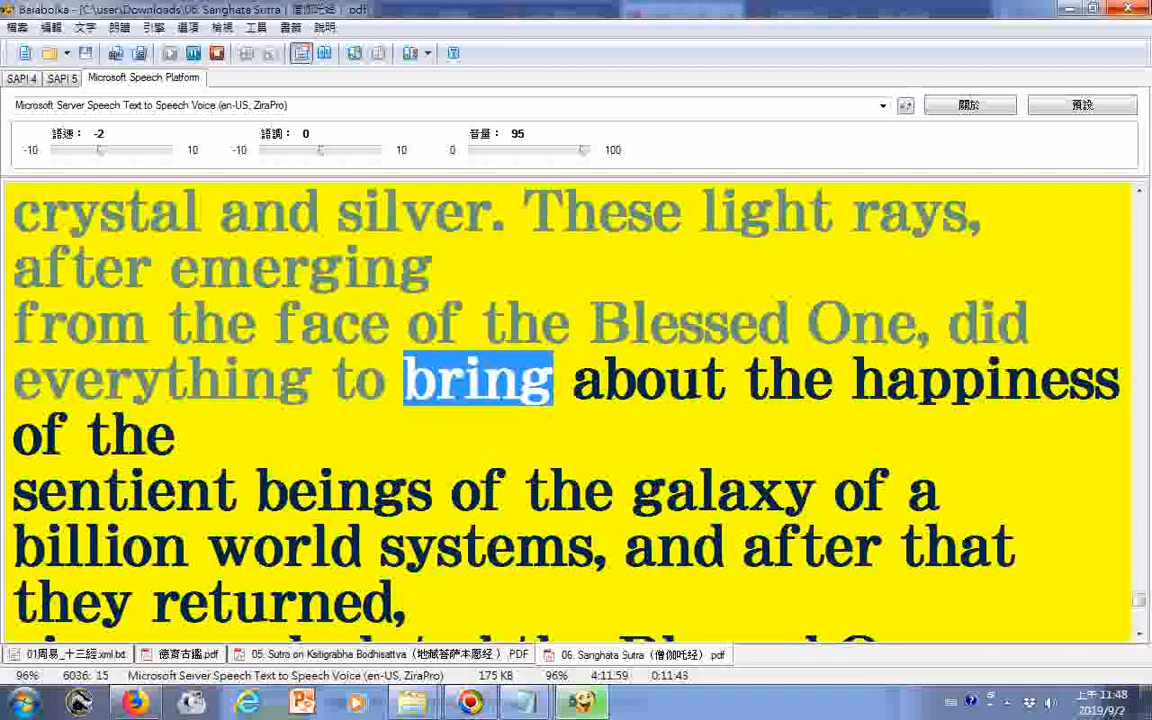 Balabolka - [C:\user\Downloads\06. Sanghata Sutra（僧伽吒经）.pdf]
檔案 編輯 文字 朗讀 引擎 選項 檢視 工具 書籤 說明
SAPI 4 SAPI 5 Microsoft Speech Platform
Microsoft Server Speech Text to Speech Voice (en-US, ZiraPro) 關於 預設
語速： -2 語調： 0 音量： 95
-10 10 -10 10 0 100
crystal and silver. These light rays,
after emerging
from the face of the Blessed One, did
everything to bring about the happiness
of the
sentient beings of the galaxy of a
billion world systems, and after that
they returned,
01周易_十三經.xml.txt 德育古鑑.pdf 05. Sutra on Ksitigrabha Bodhisattva（地藏菩萨本愿经）.PDF 06. Sanghata Sutra（僧伽吒经）.pdf
96% 6036: 15 Microsoft Server Speech Text to Speech Voice (en-US, ZiraPro) 175 KB 96% 4:11:59 0:11:43
上午 11:48
2019/9/2